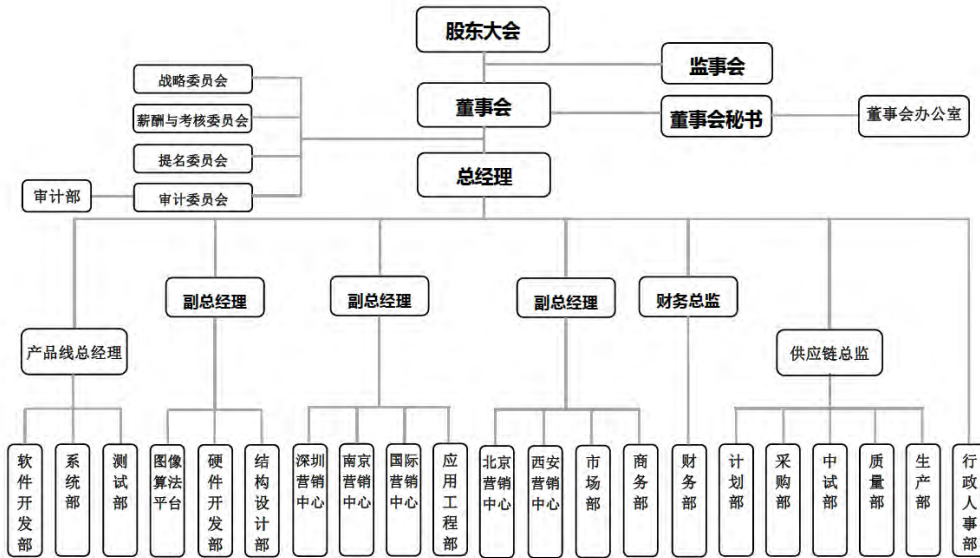 股东大会
监事会
战略委员会
董事会
薪酬与考核委员会
董事会秘书
董事会办公室
提名委员会
总经理
审计部
审计委员会
副总经理
副总经理
副总经理
财务总监
产品线总经理
供应链总监
软件开发部
系统部
测试部
图像算法平台
硬件开发部
结构设计部
深圳营销中心
南京营销中心
国际营销中心
应用工程部
北京营销中心
西安营销中心
市场部
商务部
财务部
计划部
采购部
中试部
质量部
生产部
行政人事部